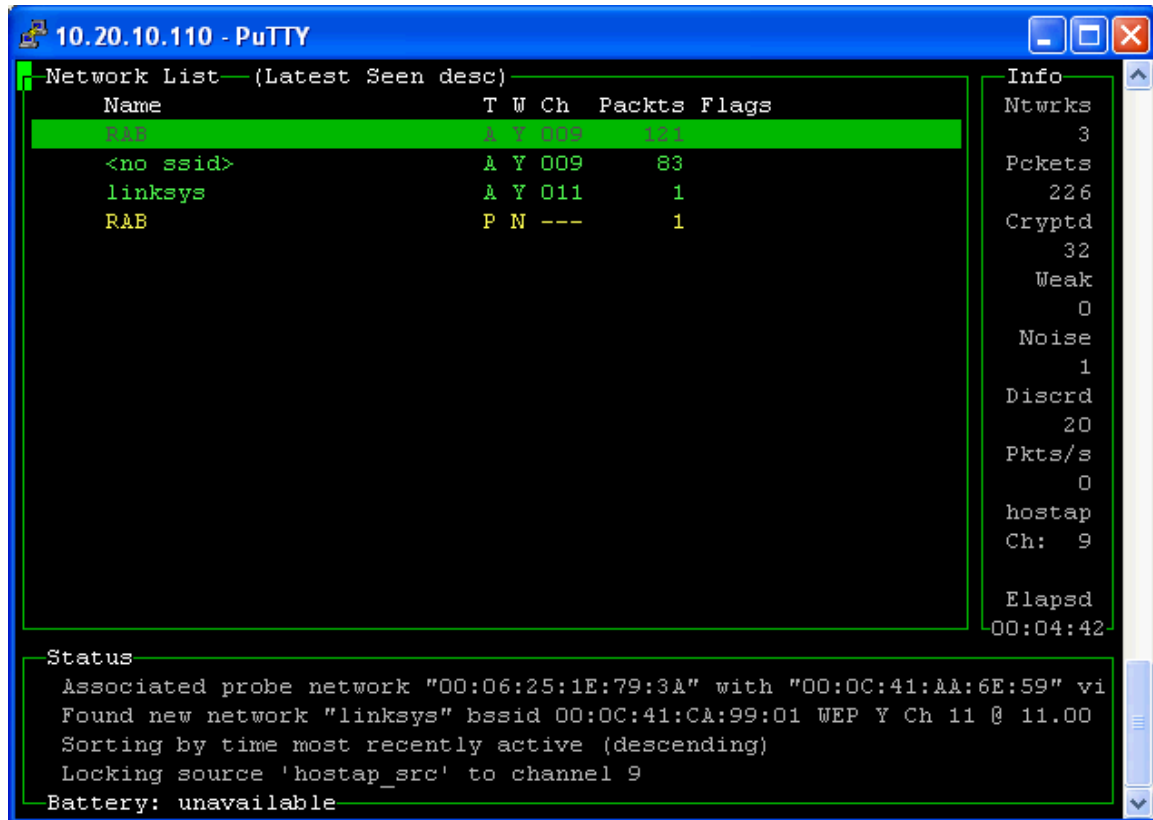 10.20.10.110 - PuTTY
Network List—(Latest Seen desc)
Name T W Ch Packts Flags
RAB A Y 009 121
<no ssid> A Y 009 83
linksys A Y 011 1
RAB P N --- 1
Info
Ntwrks
3
Pckets
226
Cryptd
32
Weak
0
Noise
1
Discrd
20
Pkts/s
0
hostap
Ch: 9
Elapsd
00:04:42
Status
Associated probe network "00:06:25:1E:79:3A" with "00:0C:41:AA:6E:59" vi
Found new network "linksys" bssid 00:0C:41:CA:99:01 WEP Y Ch 11 @ 11.00
Sorting by time most recently active (descending)
Locking source 'hostap_src' to channel 9
Battery: unavailable